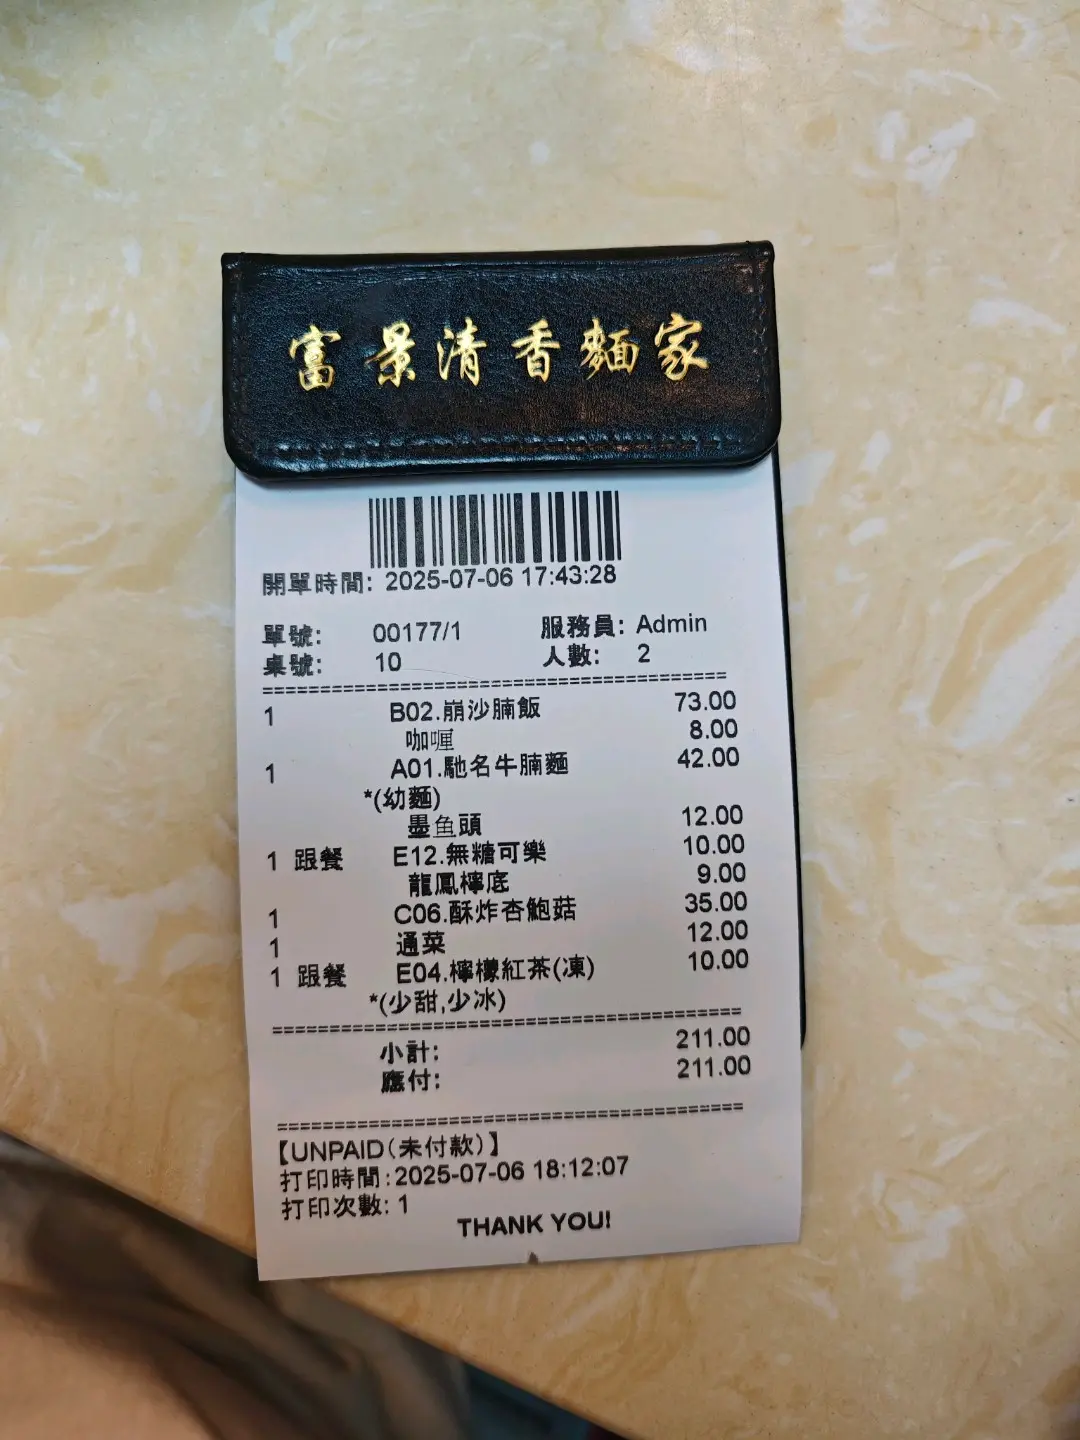 富景清香麵家
開單時間: 2025-07-06 17:43:28
單號: 00177/1 服務員: Admin
桌號: 10 人數: 2
1 B02.崩沙腩飯 73.00
咖喱 8.00
1 A01.馳名牛腩麵 42.00
*(幼麵)
墨鱼頭 12.00
1 跟餐 E12.無糖可樂 10.00
龍鳳檸底 9.00
1 C06.酥炸杏鮑菇 35.00
1 通菜 12.00
1 跟餐 E04.檸檬紅茶(凍) 10.00
*(少甜,少冰)
小計: 211.00
應付: 211.00
【UNPAID(未付款)】
打印時間:2025-07-06 18:12:07
打印次數: 1
THANK YOU!